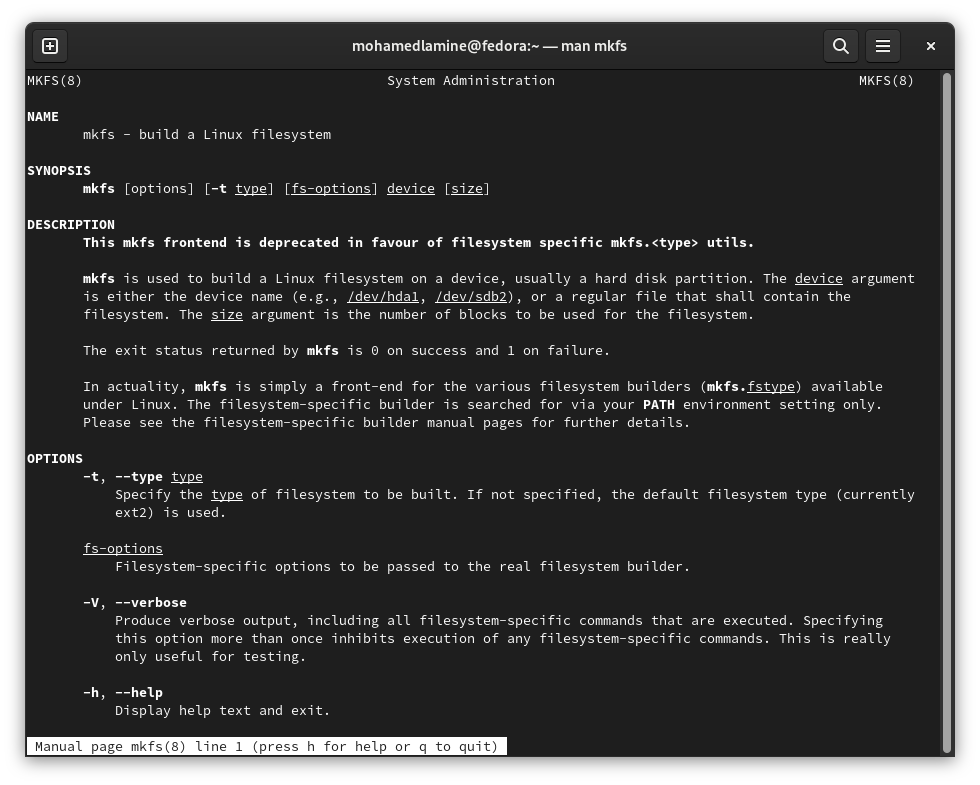 mohamedlamine@fedora:~ — man mkfs
MKFS(8) System Administration MKFS(8)
NAME
mkfs - build a Linux filesystem
SYNOPSIS
mkfs [options] [-t type] [fs-options] device [size]
DESCRIPTION
This mkfs frontend is deprecated in favour of filesystem specific mkfs.<type> utils.
mkfs is used to build a Linux filesystem on a device, usually a hard disk partition. The device argument
is either the device name (e.g., /dev/hda1, /dev/sdb2), or a regular file that shall contain the
filesystem. The size argument is the number of blocks to be used for the filesystem.
The exit status returned by mkfs is 0 on success and 1 on failure.
In actuality, mkfs is simply a front-end for the various filesystem builders (mkfs.fstype) available
under Linux. The filesystem-specific builder is searched for via your PATH environment setting only.
Please see the filesystem-specific builder manual pages for further details.
OPTIONS
-t, --type type
Specify the type of filesystem to be built. If not specified, the default filesystem type (currently
ext2) is used.
fs-options
Filesystem-specific options to be passed to the real filesystem builder.
-V, --verbose
Produce verbose output, including all filesystem-specific commands that are executed. Specifying
this option more than once inhibits execution of any filesystem-specific commands. This is really
only useful for testing.
-h, --help
Display help text and exit.
Manual page mkfs(8) line 1 (press h for help or q to quit)